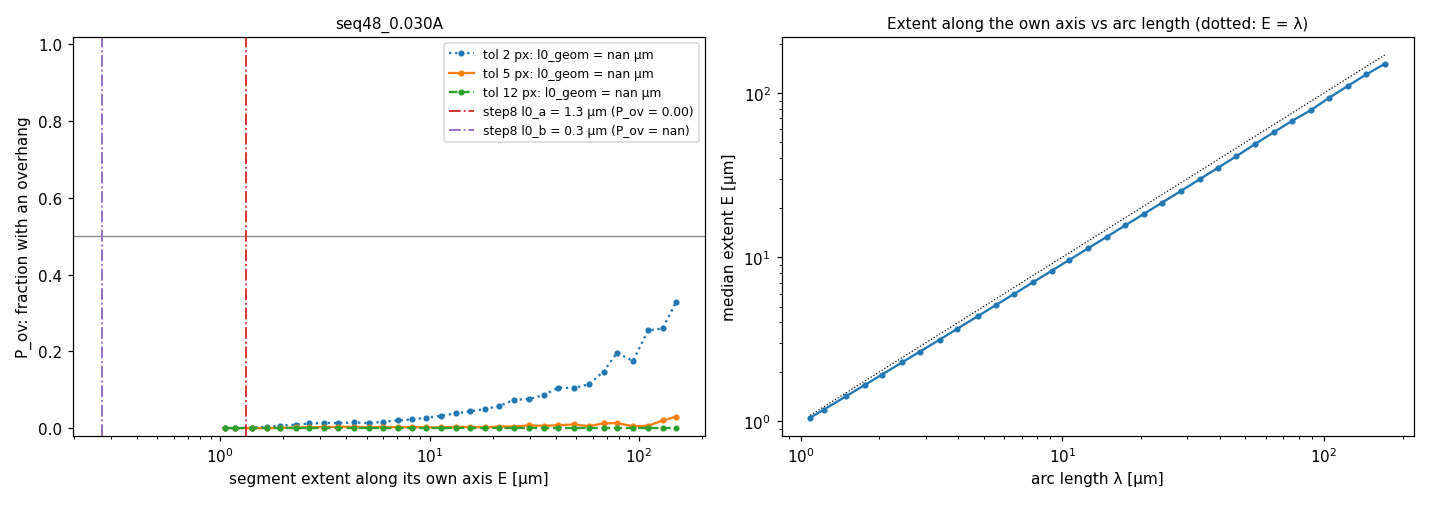 seq48_0.030A
P_ov: fraction with an overhang
1.0
0.8
0.6
0.4
0.2
0.0
tol 2 px: l0_geom = nan µm
tol 5 px: l0_geom = nan µm
tol 12 px: l0_geom = nan µm
step8 l0_a = 1.3 µm (P_ov = 0.00)
step8 l0_b = 0.3 µm (P_ov = nan)
10⁰ 10¹ 10²
segment extent along its own axis E [µm]
Extent along the own axis vs arc length (dotted: E = λ)
median extent E [µm]
10²
10¹
10⁰
10⁰ 10¹ 10²
arc length λ [µm]